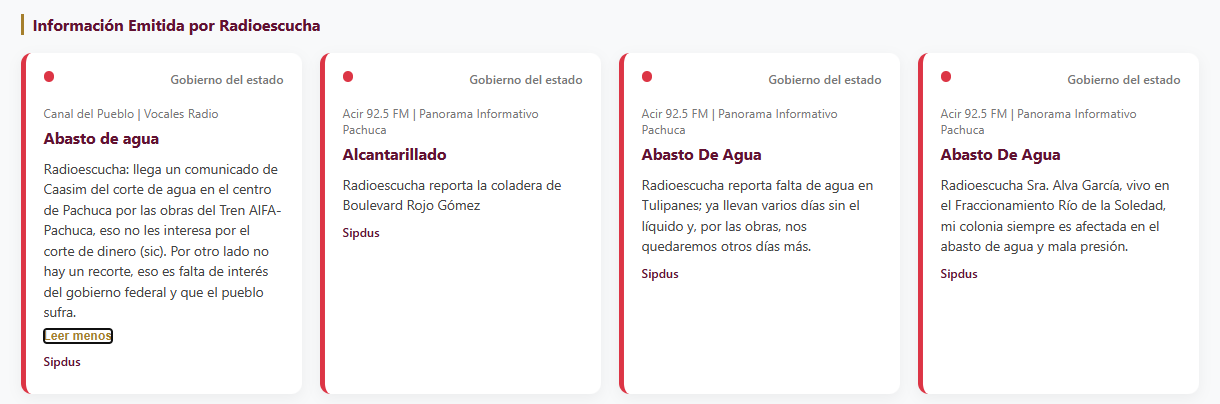 Información Emitida por Radioescucha
Gobierno del estado
Canal del Pueblo | Vocales Radio
Abasto de agua
Radioescucha: llega un comunicado de
Caasim del corte de agua en el centro
de Pachuca por las obras del Tren AIFA-
Pachuca, eso no les interesa por el
corte de dinero (sic). Por otro lado no
hay un recorte, eso es falta de interés
del gobierno federal y que el pueblo
sufra.
Leer menos
Sipdus
Gobierno del estado
Acir 92.5 FM | Panorama Informativo
Pachuca
Alcantarillado
Radioescucha reporta la coladera de
Boulevard Rojo Gómez
Sipdus
Gobierno del estado
Acir 92.5 FM | Panorama Informativo
Pachuca
Abasto De Agua
Radioescucha reporta falta de agua en
Tulipanes; ya llevan varios días sin el
líquido y, por las obras, nos
quedaremos otros días más.
Sipdus
Gobierno del estado
Acir 92.5 FM | Panorama Informativo
Pachuca
Abasto De Agua
Radioescucha Sra. Alva García, vivo en
el Fraccionamiento Río de la Soledad,
mi colonia siempre es afectada en el
abasto de agua y mala presión.
Sipdus